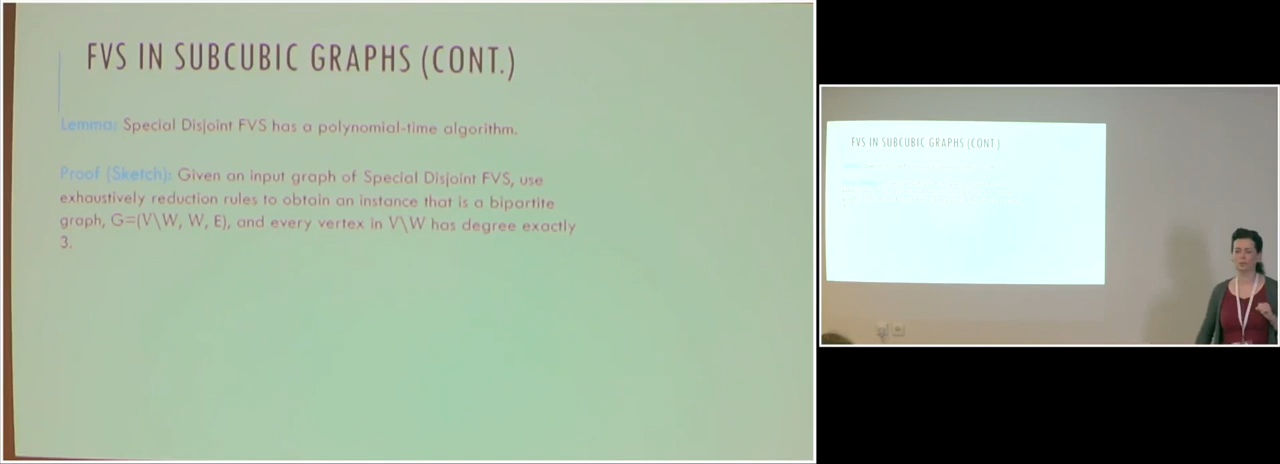 FVS IN SUBCUBIC GRAPHS (CONT.)
Lemma: Special Disjoint FVS has a polynomial-time algorithm.
Proof (Sketch): Given an input graph of Special Disjoint FVS, use
exhaustively reduction rules to obtain an instance that is a bipartite
graph, G=(V\W, W, E), and every vertex in V\W has degree exactly
3.
FVS IN SUBCUBIC GRAPHS (CONT.)